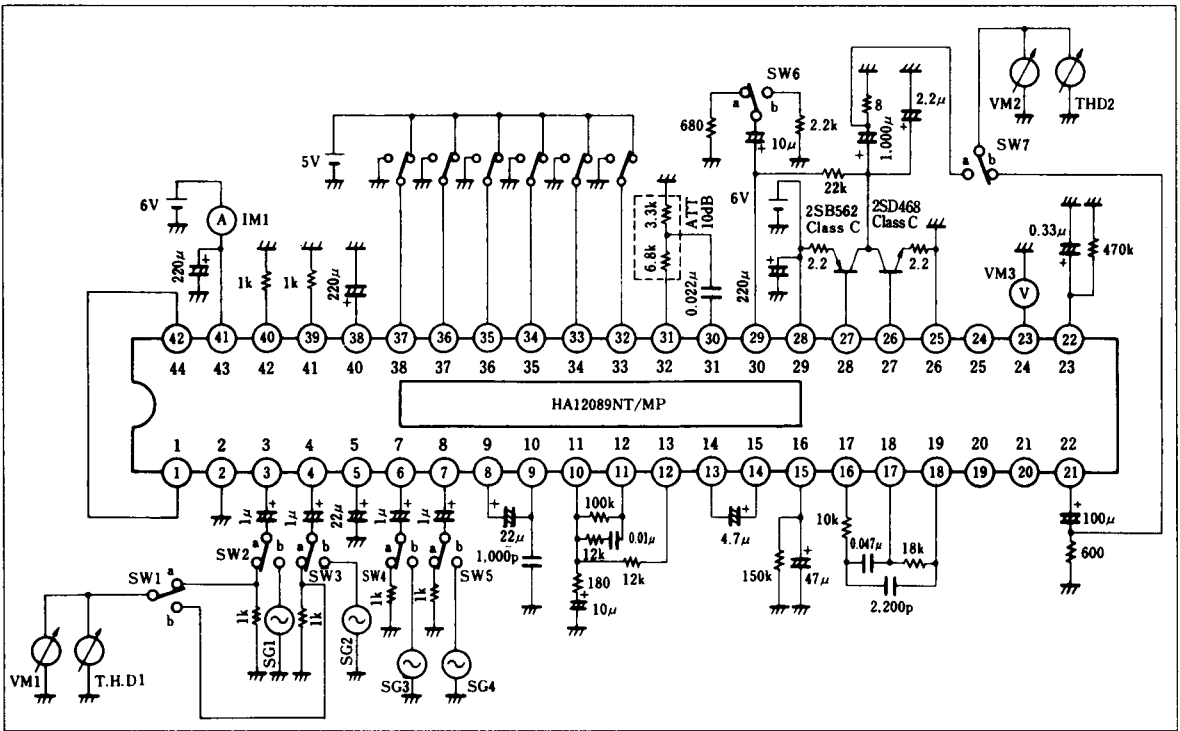 SW6
a
b
680
10μ
+
2.2k
8
1,000μ
+
2.2μ
+
VM2
THD2
SW7
a
b
5V
6V
A
IM1
220μ
+
1k
1k
220μ
+
3.3k
6.8k
ATT
10dB
0.022μ
22k
6V
220μ
+
2SB562
Class C
2SD468
Class C
2.2
2.2
VM3
V
0.33μ
+
470k
42 41 40 39 38 37 36 35 34 33 32 31 30 29 28 27 26 25 24 23 22
44 43 42 41 40 38 37 36 35 34 33 32 31 30 29 28 27 26 25 24 23
HA12089NT/MP
1 2 3 4 5 7 8 9 10 11 12 13 14 15 16 17 18 19 20 21 22
1 2 3 4 5 6 7 8 9 10 11 12 13 14 15 16 17 18 19 20 21
1μ
+
1μ
+
22μ
+
1μ
+
1μ
+
+
22μ
1,000p
100k
12k
0.01μ
12k
180
+
10μ
+
4.7μ
150k
+
47μ
10k
0.047μ
18k
2,200p
+
100μ
600
SW1
a
b
SW2
a
b
SW3
a
b
SW4
a
b
SW5
a
b
1k
SG1
1k
SG2
1k
SG3
1k
SG4
VM1
T.H.D1